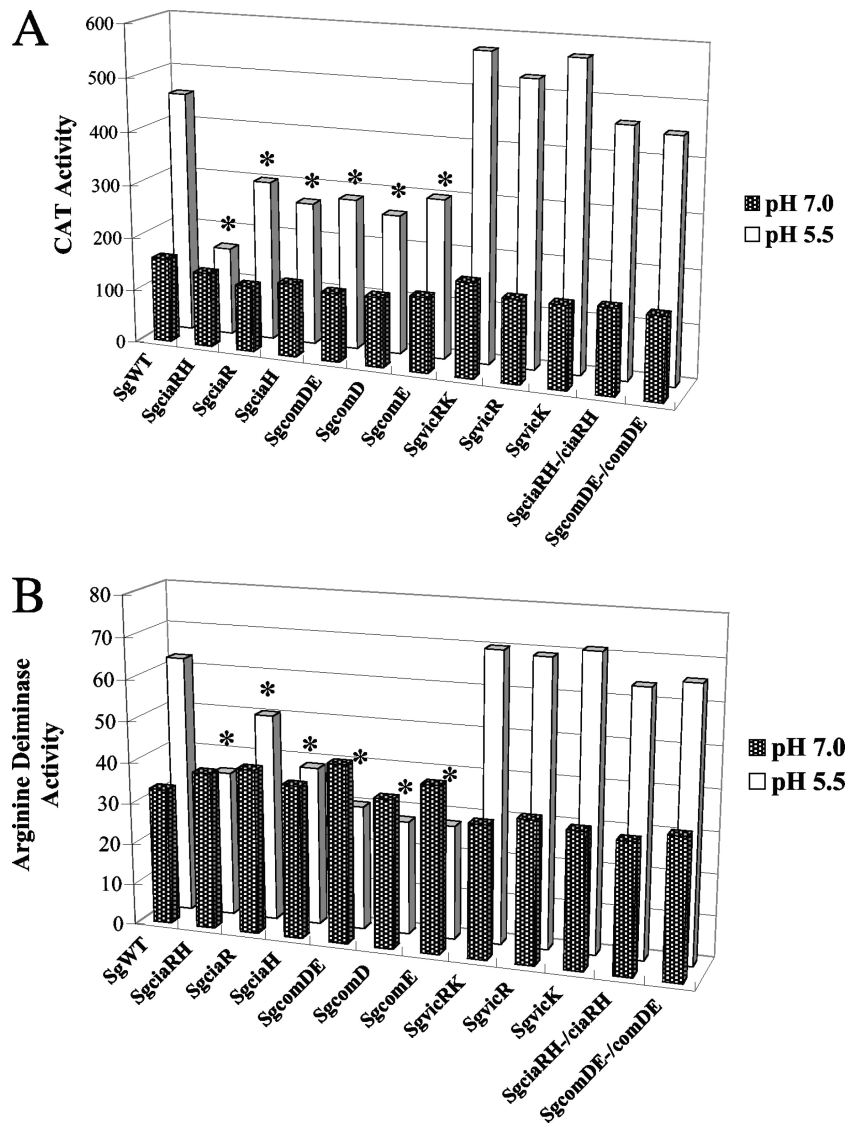 A
600
500
400
300
200
100
0
CAT Activity
* * * * * *
SgWT
SgciaRH
SgciaR
SgciaH
SgcomDE
SgcomD
SgcomE
SgvicRK
SgvicR
SgvicK
SgciaRH-/ciaRH
SgcomDE-/comDE
pH 7.0
pH 5.5
B
80
70
60
50
40
30
20
10
0
Arginine Deiminase
Activity
* * * * * *
SgWT
SgciaRH
SgciaR
SgciaH
SgcomDE
SgcomD
SgcomE
SgvicRK
SgvicR
SgvicK
SgciaRH-/ciaRH
SgcomDE-/comDE
pH 7.0
pH 5.5